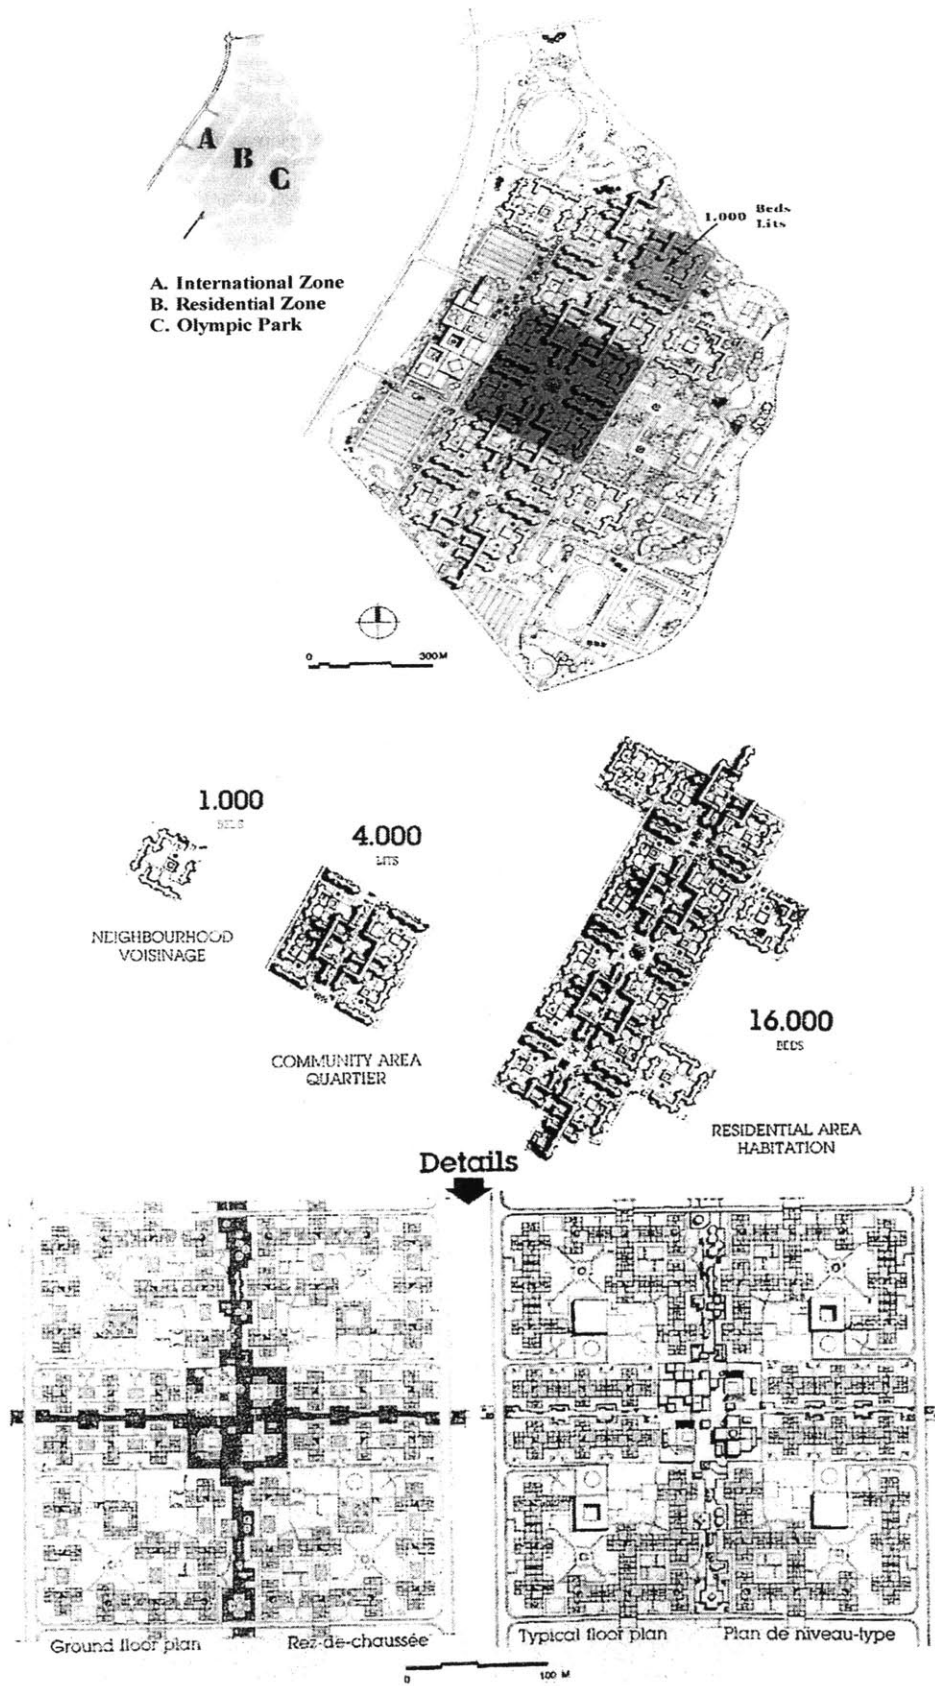 A
B
C
A. International Zone
B. Residential Zone
C. Olympic Park
1.000 Beds
Lits
0 300M
1.000
BEDS
NEIGHBOURHOOD
VOISINAGE
4.000
LITS
COMMUNITY AREA
QUARTIER
16.000
BEDS
RESIDENTIAL AREA
HABITATION
Details
Ground floor plan Rez-de-chaussée
Typical floor plan Plan de niveau-type
0 100 M